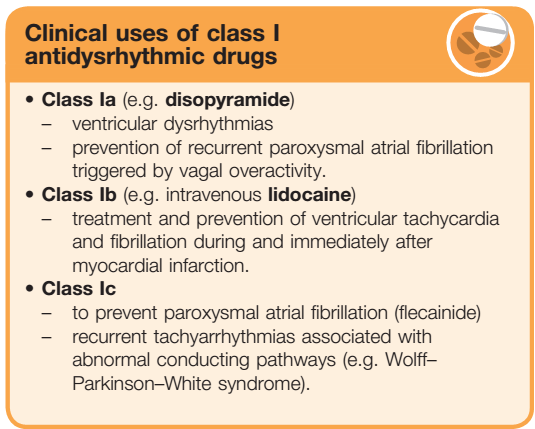 Clinical uses of class I
antidysrhythmic drugs
• Class Ia (e.g. disopyramide)
– ventricular dysrhythmias
– prevention of recurrent paroxysmal atrial fibrillation
triggered by vagal overactivity.
• Class Ib (e.g. intravenous lidocaine)
– treatment and prevention of ventricular tachycardia
and fibrillation during and immediately after
myocardial infarction.
• Class Ic
– to prevent paroxysmal atrial fibrillation (flecainide)
– recurrent tachyarrhythmias associated with
abnormal conducting pathways (e.g. Wolff–
Parkinson–White syndrome).